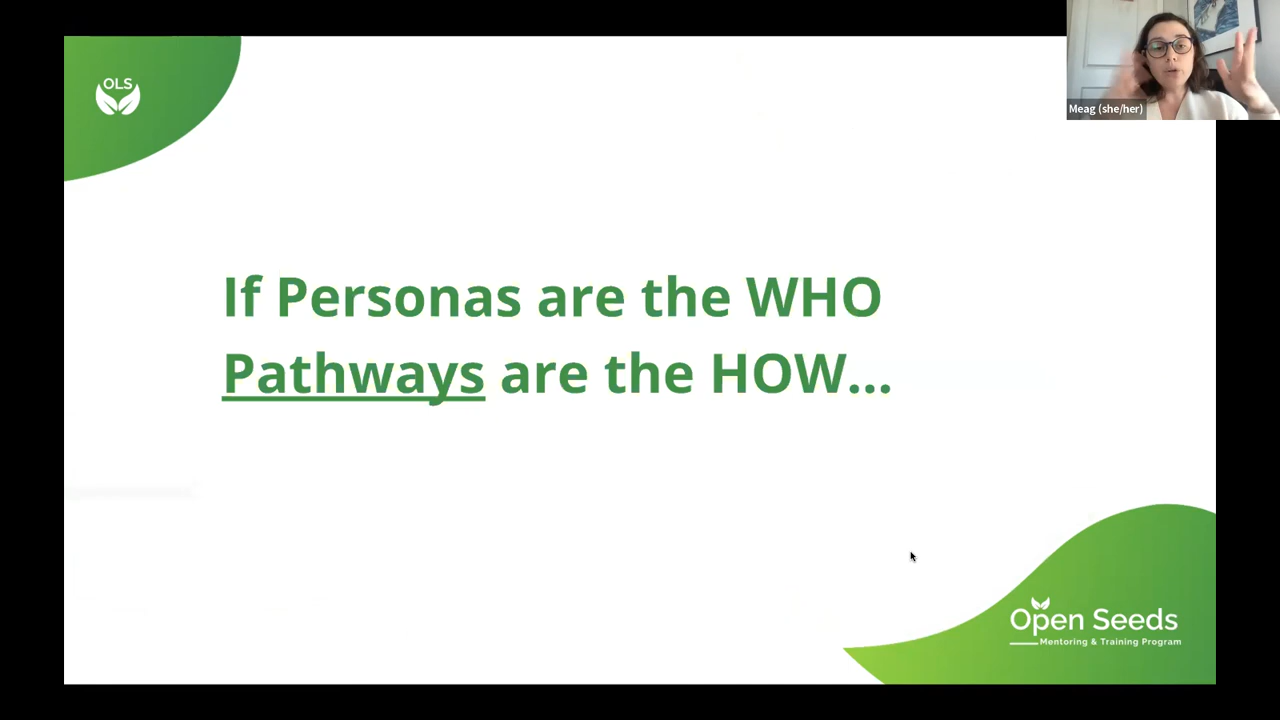 OLS
Meag (she/her)
If Personas are the WHO
Pathways are the HOW...
Open Seeds
Mentoring & Training Program